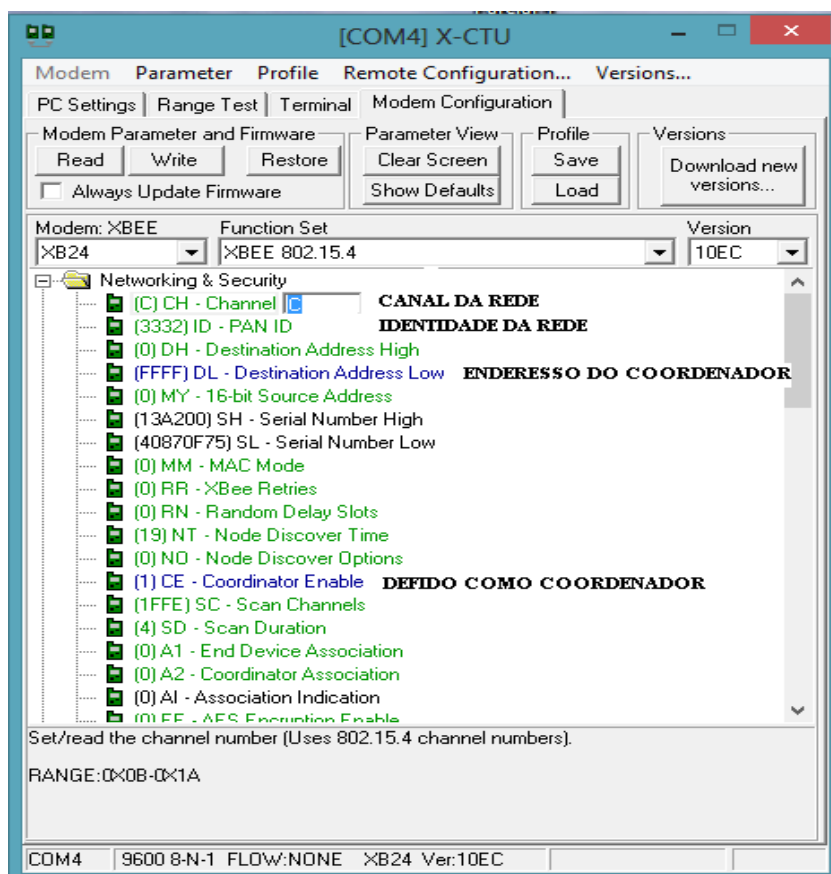 [COM4] X-CTU
Modem Parameter Profile Remote Configuration... Versions...
PC Settings Range Test Terminal Modem Configuration
Modem Parameter and Firmware Parameter View Profile Versions
Read Write Restore Clear Screen Save Download new
versions...
Always Update Firmware Show Defaults Load
Modem: XBEE Function Set Version
XB24 XBEE 802.15.4 10EC
Networking & Security
(C) CH - Channel C CANAL DA REDE
(3332) ID - PAN ID IDENTIDADE DA REDE
(0) DH - Destination Address High
(FFFF) DL - Destination Address Low ENDERESSO DO COORDENADOR
(0) MY - 16-bit Source Address
(13A200) SH - Serial Number High
(40870F75) SL - Serial Number Low
(0) MM - MAC Mode
(0) RR - XBee Retries
(0) RN - Random Delay Slots
(19) NT - Node Discover Time
(0) NO - Node Discover Options
(1) CE - Coordinator Enable DEFIDO COMO COORDENADOR
(1FFE) SC - Scan Channels
(4) SD - Scan Duration
(0) A1 - End Device Association
(0) A2 - Coordinator Association
(0) AI - Association Indication
(0) EE - AES Encryption Enable
Set/read the channel number (Uses 802.15.4 channel numbers).
RANGE:0X0B-0X1A
COM4 9600 8-N-1 FLOW:NONE XB24 Ver:10EC